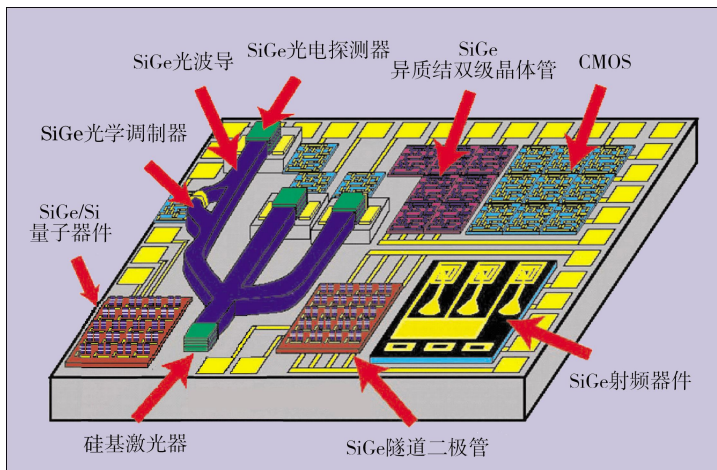 SiGe光波导
SiGe光电探测器
SiGe
异质结双级晶体管
CMOS
SiGe光学调制器
SiGe/Si
量子器件
SiGe射频器件
硅基激光器
SiGe隧道二极管